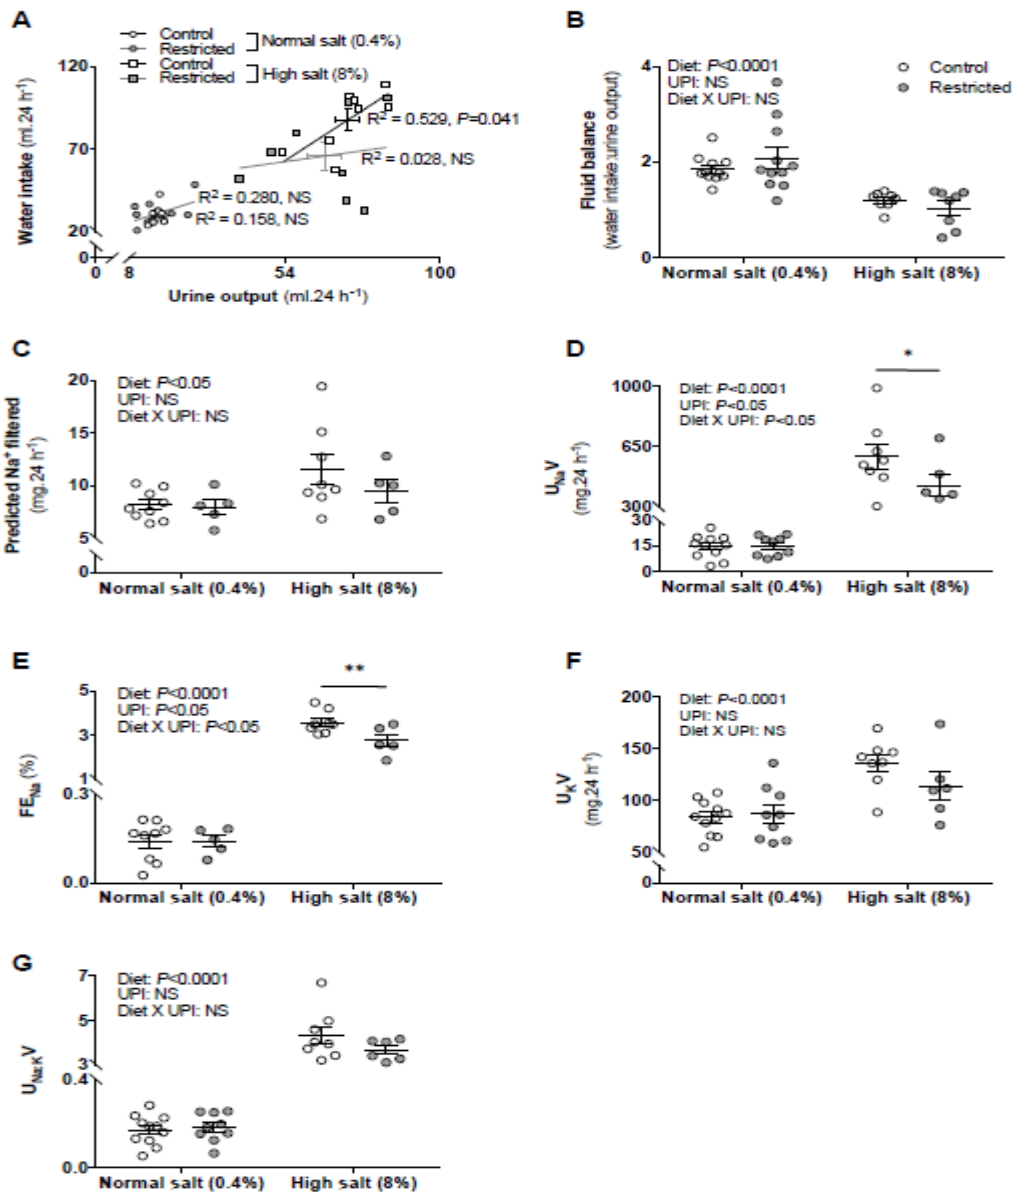 A
Control
Restricted
Normal salt (0.4%)
Control
Restricted
High salt (8%)
120
70
20
0
Water intake (ml.24 h⁻¹)
R² = 0.529, P=0.041
R² = 0.028, NS
R² = 0.280, NS
R² = 0.158, NS
0 8 54 100
Urine output (ml.24 h⁻¹)
B
Diet: P<0.0001
UPI: NS
Diet X UPI: NS
Control
Restricted
4
2
0
Fluid balance
(water intake:urine output)
Normal salt (0.4%) High salt (8%)
C
Diet: P<0.05
UPI: NS
Diet X UPI: NS
20
15
10
5
0
Predicted Na⁺ filtered
(mg.24 h⁻¹)
Normal salt (0.4%) High salt (8%)
D
*
Diet: P<0.0001
UPI: P<0.05
Diet X UPI: P<0.05
1000
650
300
30
15
0
UNaV
(mg.24 h⁻¹)
Normal salt (0.4%) High salt (8%)
E
**
Diet: P<0.0001
UPI: P<0.05
Diet X UPI: P<0.05
5
3
1
0.3
0.0
FENa (%)
Normal salt (0.4%) High salt (8%)
F
Diet: P<0.0001
UPI: NS
Diet X UPI: NS
200
150
100
50
0
UKV
(mg.24 h⁻¹)
Normal salt (0.4%) High salt (8%)
G
Diet: P<0.0001
UPI: NS
Diet X UPI: NS
7
5
3
0.4
0.0
UNa:KV
Normal salt (0.4%) High salt (8%)